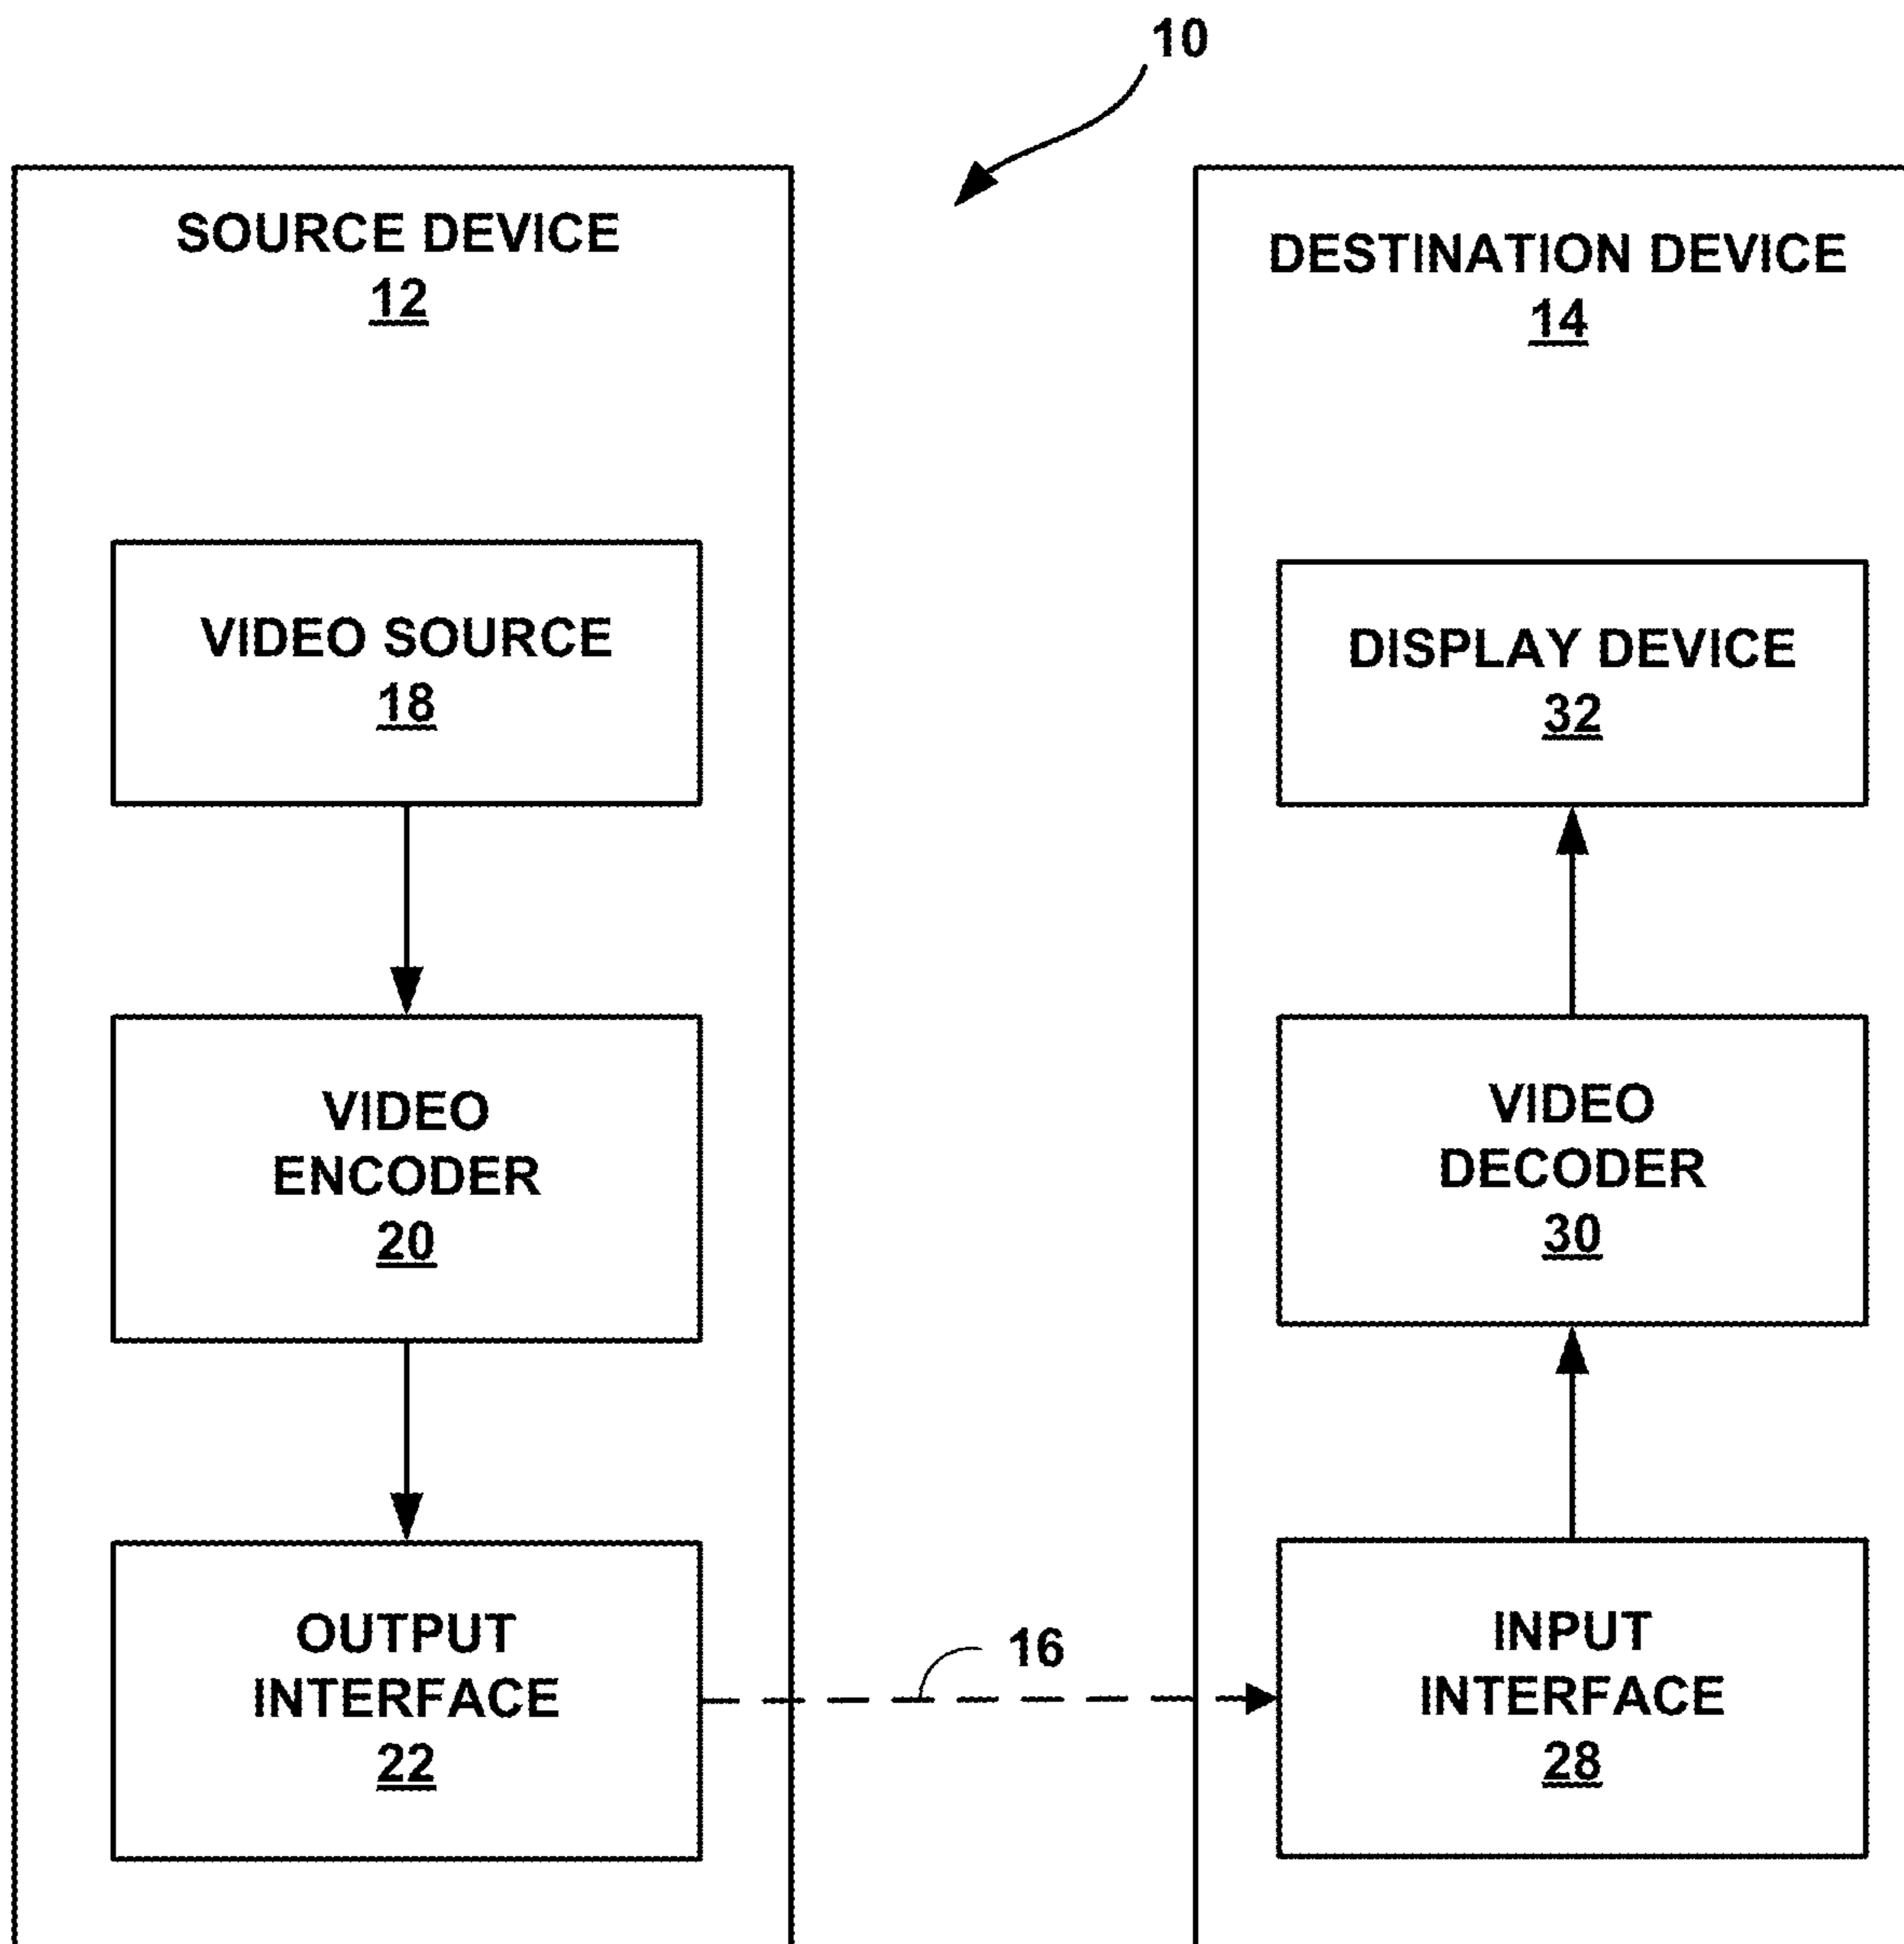 10
SOURCE DEVICE
12
VIDEO SOURCE
18
VIDEO
ENCODER
20
OUTPUT
INTERFACE
22
16
DESTINATION DEVICE
14
DISPLAY DEVICE
32
VIDEO
DECODER
30
INPUT
INTERFACE
28